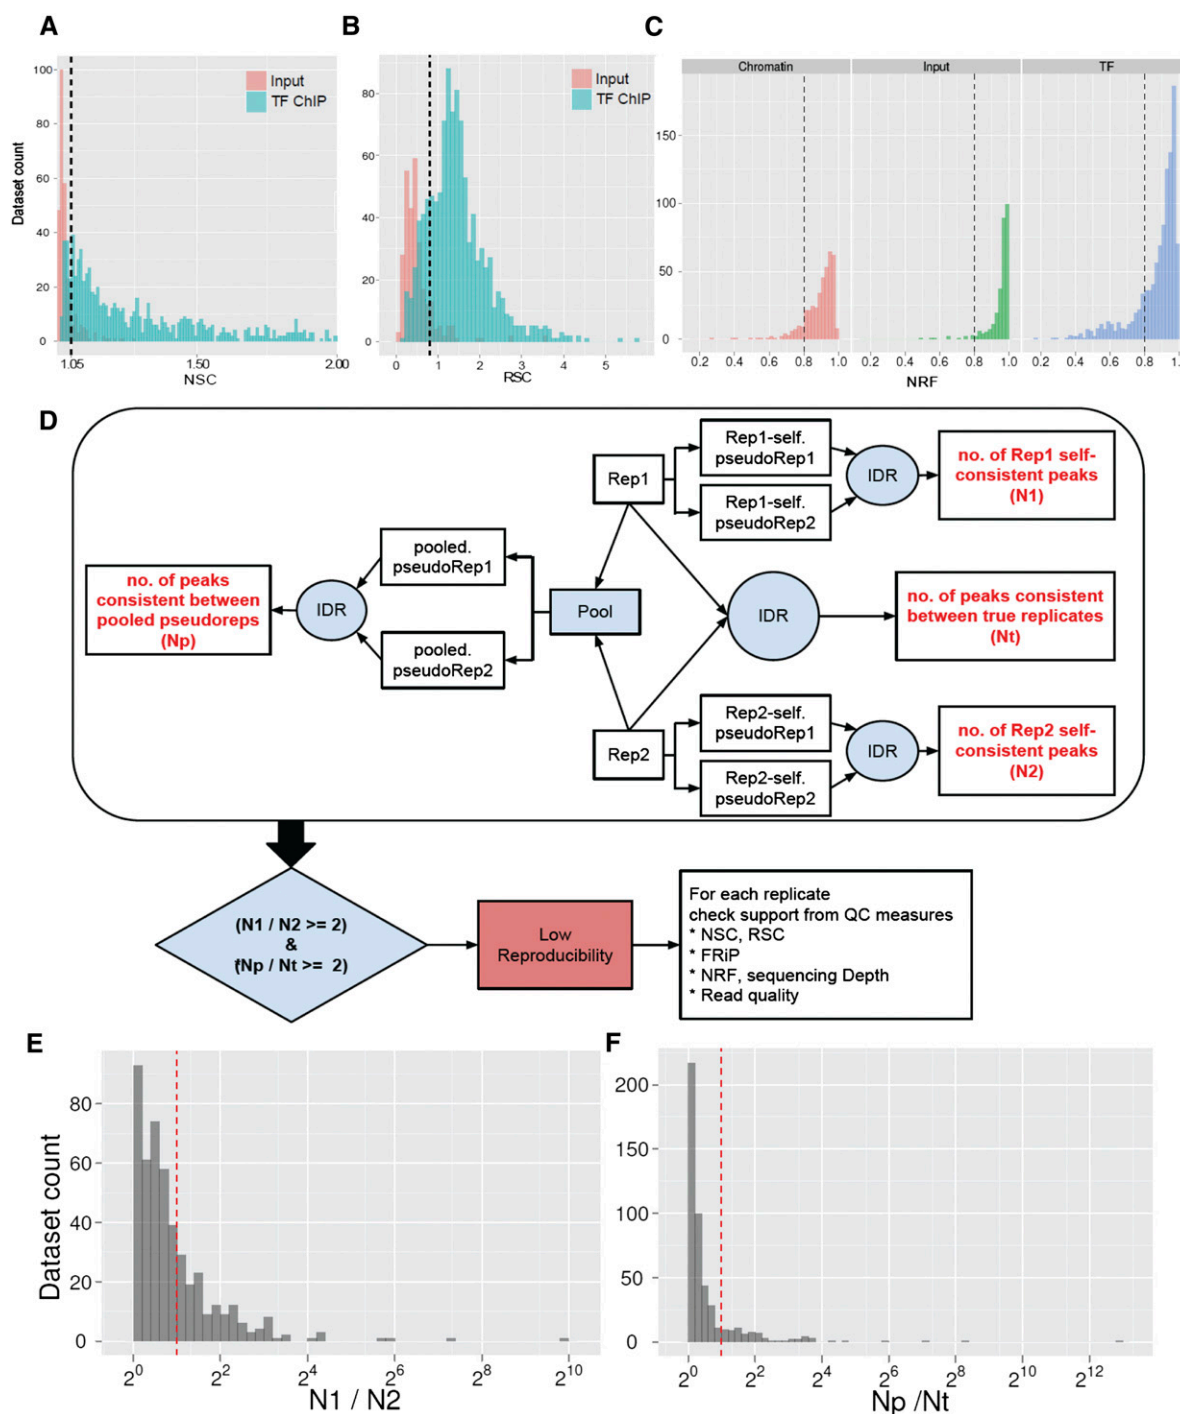 A
100
80
60
40
20
0
Dataset count
Input
TF ChIP
1.05
1.50
2.00
NSC
B
80
60
40
20
0
Input
TF ChIP
0
1
2
3
4
5
RSC
C
Chromatin
Input
TF
150
100
50
0
0.2
0.4
0.6
0.8
1.0
0.2
0.4
0.6
0.8
1.0
0.2
0.4
0.6
0.8
1.0
NRF
D
Rep1-self.
pseudoRep1
Rep1
Rep1-self.
pseudoRep2
IDR
no. of Rep1 self-
consistent peaks
(N1)
pooled.
pseudoRep1
no. of peaks
consistent between
pooled pseudoreps
(Np)
IDR
Pool
IDR
no. of peaks consistent
between true replicates
(Nt)
pooled.
pseudoRep2
Rep2-self.
pseudoRep1
Rep2
Rep2-self.
pseudoRep2
IDR
no. of Rep2 self-
consistent peaks
(N2)
(N1 / N2 >= 2)
&
*(Np / Nt >= 2)
Low
Reproducibility
For each replicate
check support from QC measures
* NSC, RSC
* FRiP
* NRF, sequencing Depth
* Read quality
E
80
60
40
20
0
Dataset count
2^0
2^2
2^4
2^6
2^8
2^10
N1 / N2
F
200
150
100
50
0
2^0
2^2
2^4
2^6
2^8
2^10
2^12
Np /Nt